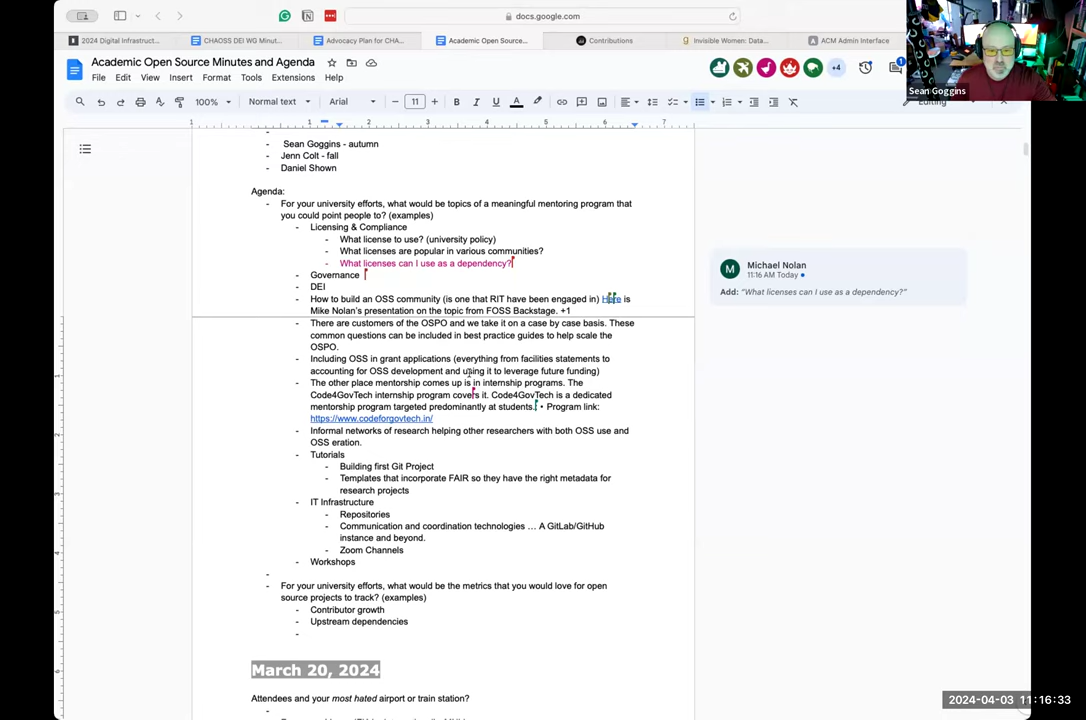 docs.google.com
2024 Digital Infrastruct...
CHAOSS DEI WG Minut...
Advocacy Plan for CHA...
Academic Open Source...
Contributions
Invisible Women: Data...
ACM Admin Interface
Academic Open Source Minutes and Agenda
File Edit View Insert Format Tools Extensions Help
+4
1
100%
Normal text
Arial
11
Editing
Sean Goggins
1 1 2 3 4 5 6 7
- Sean Goggins - autumn
- Jenn Colt - fall
- Daniel Shown
Agenda:
- For your university efforts, what would be topics of a meaningful mentoring program that
you could point people to? (examples)
- Licensing & Compliance
- What license to use? (university policy)
- What licenses are popular in various communities?
- What licenses can I use as a dependency?
- Governance
- DEI
- How to build an OSS community (is one that RIT have been engaged in) Here is
Mike Nolan's presentation on the topic from FOSS Backstage. +1
- There are customers of the OSPO and we take it on a case by case basis. These
common questions can be included in best practice guides to help scale the
OSPO.
- Including OSS in grant applications (everything from facilities statements to
accounting for OSS development and using it to leverage future funding)
- The other place mentorship comes up is in internship programs. The
Code4GovTech internship program covers it. Code4GovTech is a dedicated
mentorship program targeted predominantly at students. • Program link:
https://www.codeforgovtech.in/
- Informal networks of research helping other researchers with both OSS use and
OSS eration.
- Tutorials
- Building first Git Project
- Templates that incorporate FAIR so they have the right metadata for
research projects
- IT Infrastructure
- Repositories
- Communication and coordination technologies … A GitLab/GitHub
instance and beyond.
- Zoom Channels
- Workshops
-
- For your university efforts, what would be the metrics that you would love for open
source projects to track? (examples)
- Contributor growth
- Upstream dependencies
-
March 20, 2024
Attendees and your most hated airport or train station?
M
Michael Nolan
11:16 AM Today
Add: "What licenses can I use as a dependency?"
2024-04-03 11:16:33